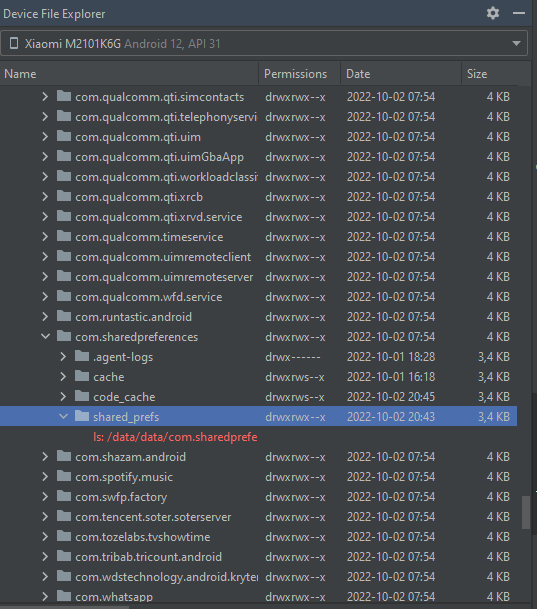 Device File Explorer
Xiaomi M2101K6G Android 12, API 31
Name Permissions Date Size
com.qualcomm.qti.simcontacts drwxrwx--x 2022-10-02 07:54 4 KB
com.qualcomm.qti.telephonyservi drwxrwx--x 2022-10-02 07:54 4 KB
com.qualcomm.qti.uim drwxrwx--x 2022-10-02 07:54 4 KB
com.qualcomm.qti.uimGbaApp drwxrwx--x 2022-10-02 07:54 4 KB
com.qualcomm.qti.workloadclassi drwxrwx--x 2022-10-02 07:54 4 KB
com.qualcomm.qti.xrcb drwxrwx--x 2022-10-02 07:54 4 KB
com.qualcomm.qti.xrvd.service drwxrwx--x 2022-10-02 07:54 4 KB
com.qualcomm.timeservice drwxrwx--x 2022-10-02 07:54 4 KB
com.qualcomm.uimremoteclient drwxrwx--x 2022-10-02 07:54 4 KB
com.qualcomm.uimremoteserver drwxrwx--x 2022-10-02 07:54 4 KB
com.qualcomm.wfd.service drwxrwx--x 2022-10-02 07:54 4 KB
com.runtastic.android drwxrwx--x 2022-10-02 07:54 4 KB
com.sharedpreferences drwxrwx--x 2022-10-02 07:54 4 KB
.agent-logs drwx------ 2022-10-01 18:28 3,4 KB
cache drwxrws--x 2022-10-01 16:18 3,4 KB
code_cache drwxrws--x 2022-10-02 20:45 3,4 KB
shared_prefs drwxrwx--x 2022-10-02 20:43 3,4 KB
ls: /data/data/com.sharedprefe
com.shazam.android drwxrwx--x 2022-10-02 07:54 4 KB
com.spotify.music drwxrwx--x 2022-10-02 07:54 4 KB
com.swfp.factory drwxrwx--x 2022-10-02 07:54 4 KB
com.tencent.soter.soterserver drwxrwx--x 2022-10-02 07:54 4 KB
com.tozelabs.tvshowtime drwxrwx--x 2022-10-02 07:54 4 KB
com.tribab.tricount.android drwxrwx--x 2022-10-02 07:54 4 KB
com.wdstechnology.android.kryten drwxrwx--x 2022-10-02 07:54 4 KB
com.whatsapp drwxrwx--x 2022-10-02 07:54 4 KB